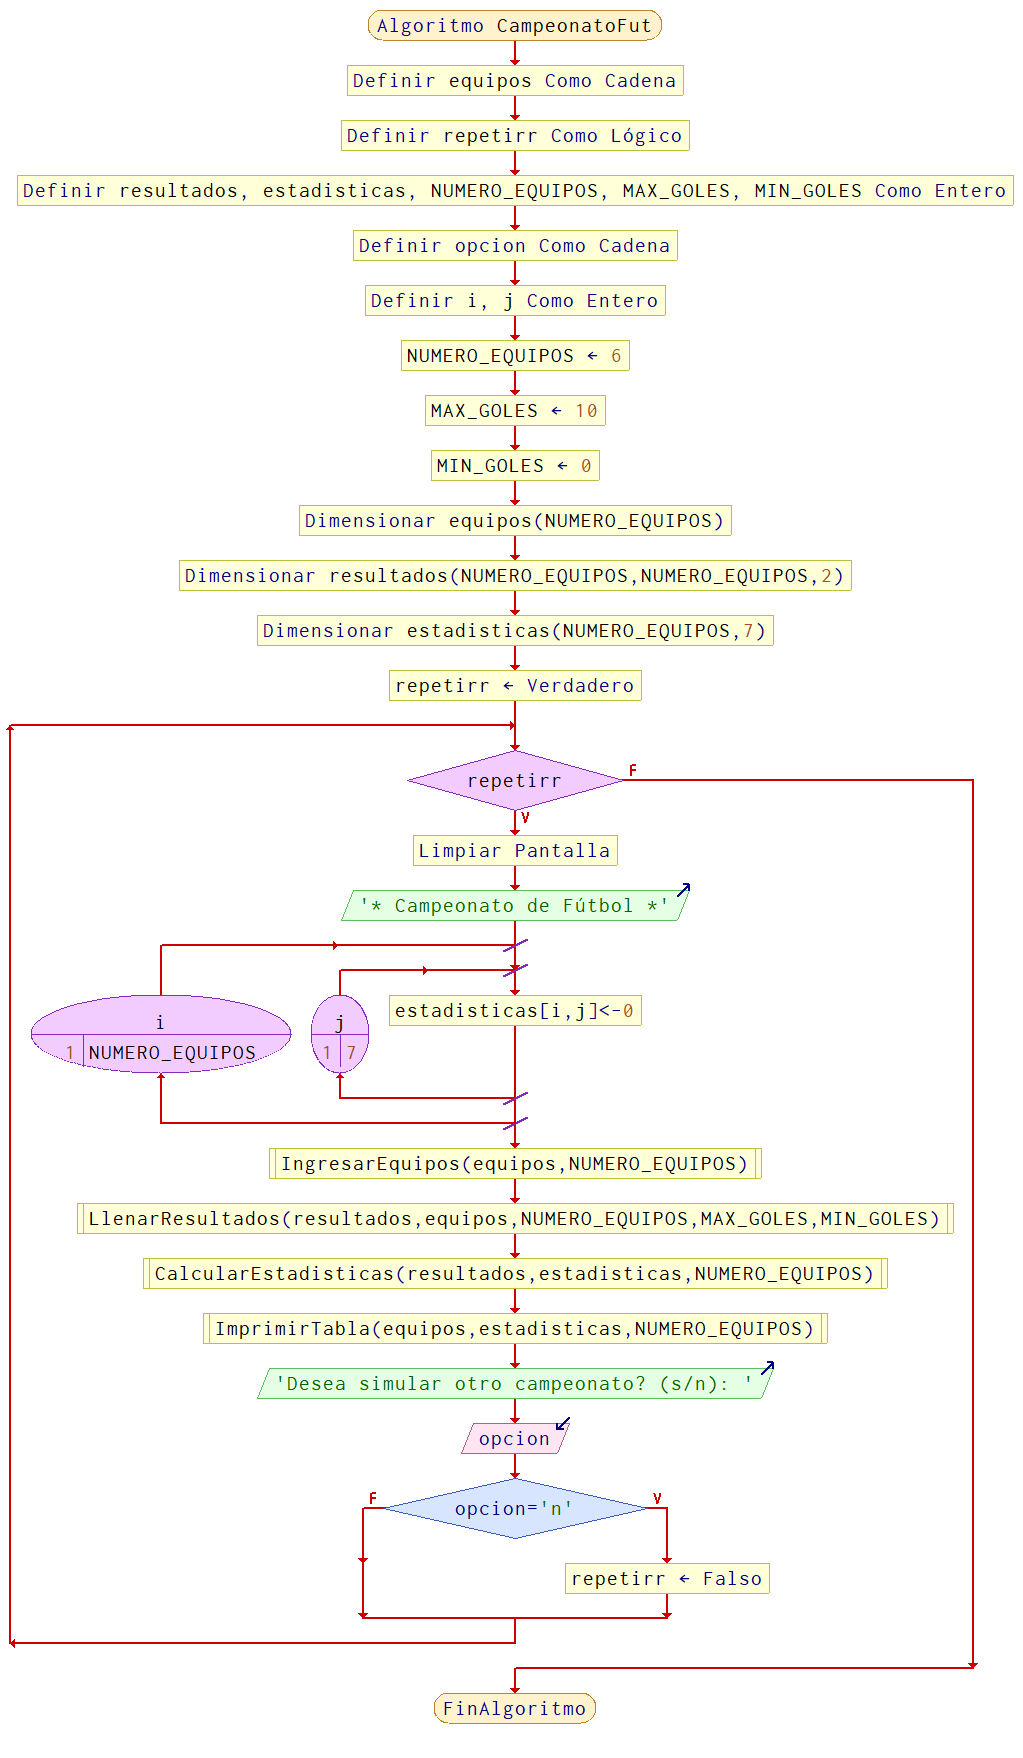 Algoritmo CampeonatoFut
Definir equipos Como Cadena
Definir repetirr Como Lógico
Definir resultados, estadisticas, NUMERO_EQUIPOS, MAX_GOLES, MIN_GOLES Como Entero
Definir opcion Como Cadena
Definir i, j Como Entero
NUMERO_EQUIPOS ← 6
MAX_GOLES ← 10
MIN_GOLES ← 0
Dimensionar equipos(NUMERO_EQUIPOS)
Dimensionar resultados(NUMERO_EQUIPOS,NUMERO_EQUIPOS,2)
Dimensionar estadisticas(NUMERO_EQUIPOS,7)
repetirr ← Verdadero
repetirr
F
V
Limpiar Pantalla
'* Campeonato de Fútbol *'
i
1 NUMERO_EQUIPOS
j
1 7
estadisticas[i,j]<-0
IngresarEquipos(equipos,NUMERO_EQUIPOS)
LlenarResultados(resultados,equipos,NUMERO_EQUIPOS,MAX_GOLES,MIN_GOLES)
CalcularEstadisticas(resultados,estadisticas,NUMERO_EQUIPOS)
ImprimirTabla(equipos,estadisticas,NUMERO_EQUIPOS)
'Desea simular otro campeonato? (s/n): '
opcion
F
opcion='n'
V
repetirr ← Falso
FinAlgoritmo